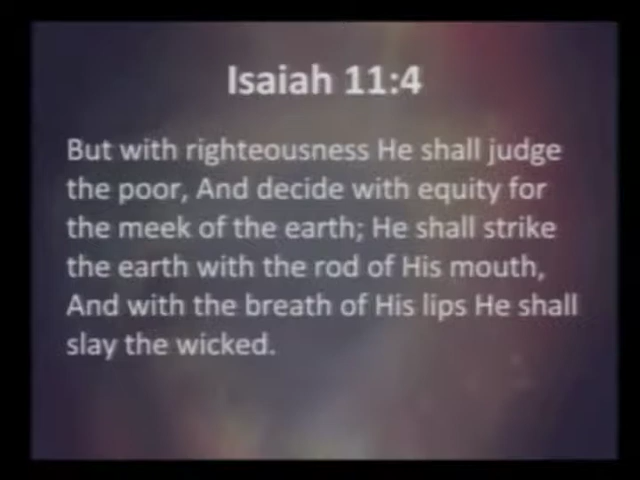 Isaiah 11:4
But with righteousness He shall judge
the poor, And decide with equity for
the meek of the earth; He shall strike
the earth with the rod of His mouth,
And with the breath of His lips He shall
slay the wicked.